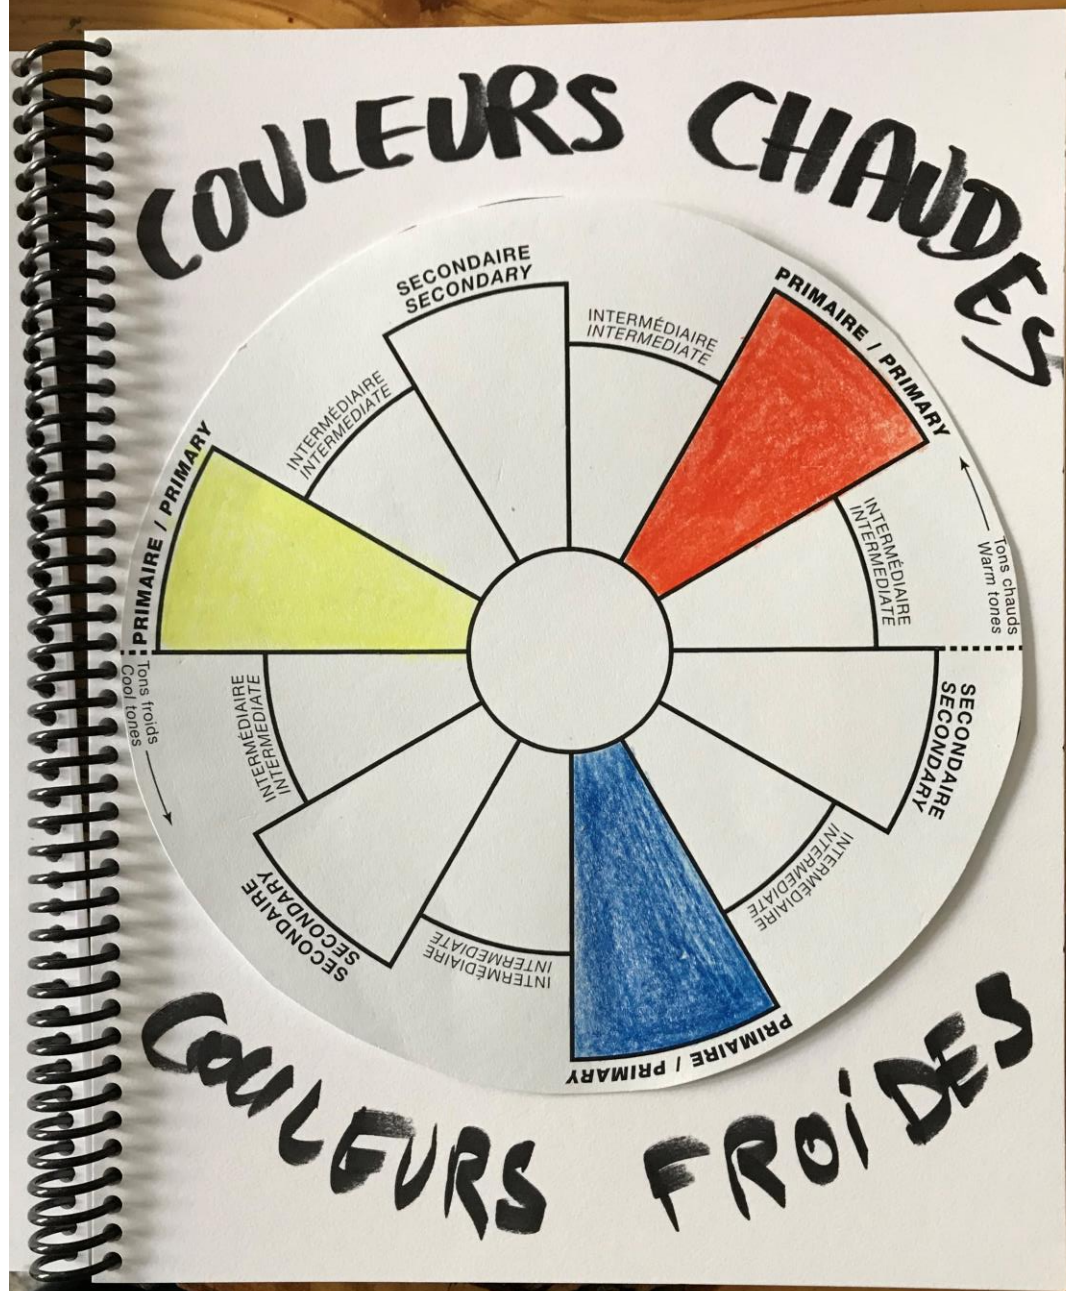 COULEURS CHAUDES
SECONDAIRE
SECONDARY
INTERMÉDIAIRE
INTERMEDIATE
PRIMAIRE / PRIMARY
INTERMÉDIAIRE
INTERMEDIATE
Tons chauds
Warm tones
SECONDAIRE
SECONDARY
INTERMÉDIAIRE
INTERMEDIATE
PRIMAIRE / PRIMARY
INTERMÉDIAIRE
INTERMEDIATE
SECONDAIRE
SECONDARY
INTERMÉDIAIRE
INTERMEDIATE
Tons froids
Cool tones
PRIMAIRE / PRIMARY
INTERMÉDIAIRE
INTERMEDIATE
COULEURS FROiDES